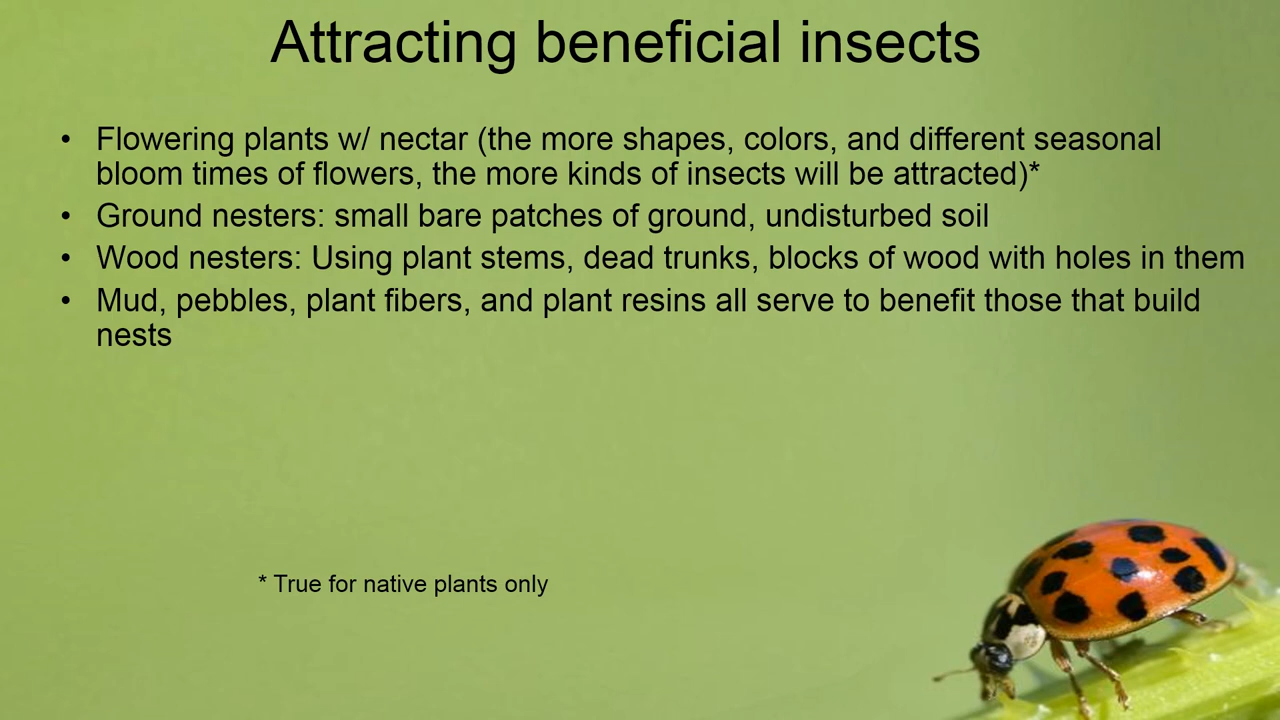 Attracting beneficial insects
• Flowering plants w/ nectar (the more shapes, colors, and different seasonal
bloom times of flowers, the more kinds of insects will be attracted)*
• Ground nesters: small bare patches of ground, undisturbed soil
• Wood nesters: Using plant stems, dead trunks, blocks of wood with holes in them
• Mud, pebbles, plant fibers, and plant resins all serve to benefit those that build
nests
* True for native plants only